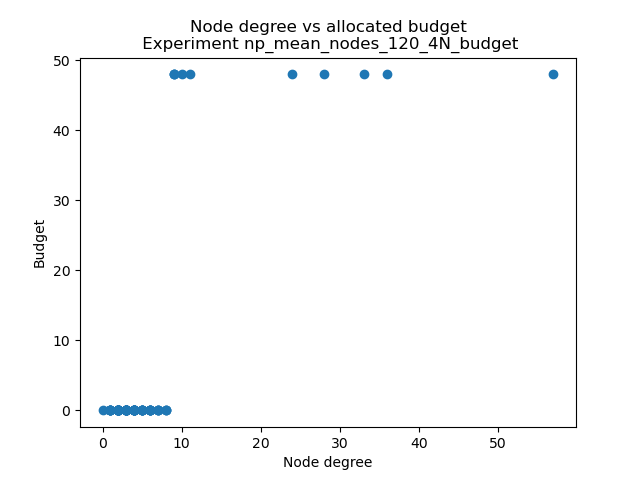 Node degree vs allocated budget
Experiment np_mean_nodes_120_4N_budget
50
40
30
20
10
0
Budget
0 10 20 30 40 50
Node degree